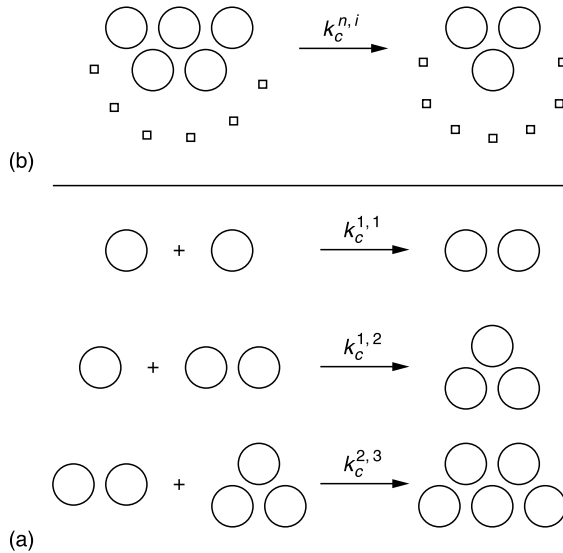 k_c^{n,i}
(b)
+ k_c^{1,1}
+ k_c^{1,2}
+ k_c^{2,3}
(a)